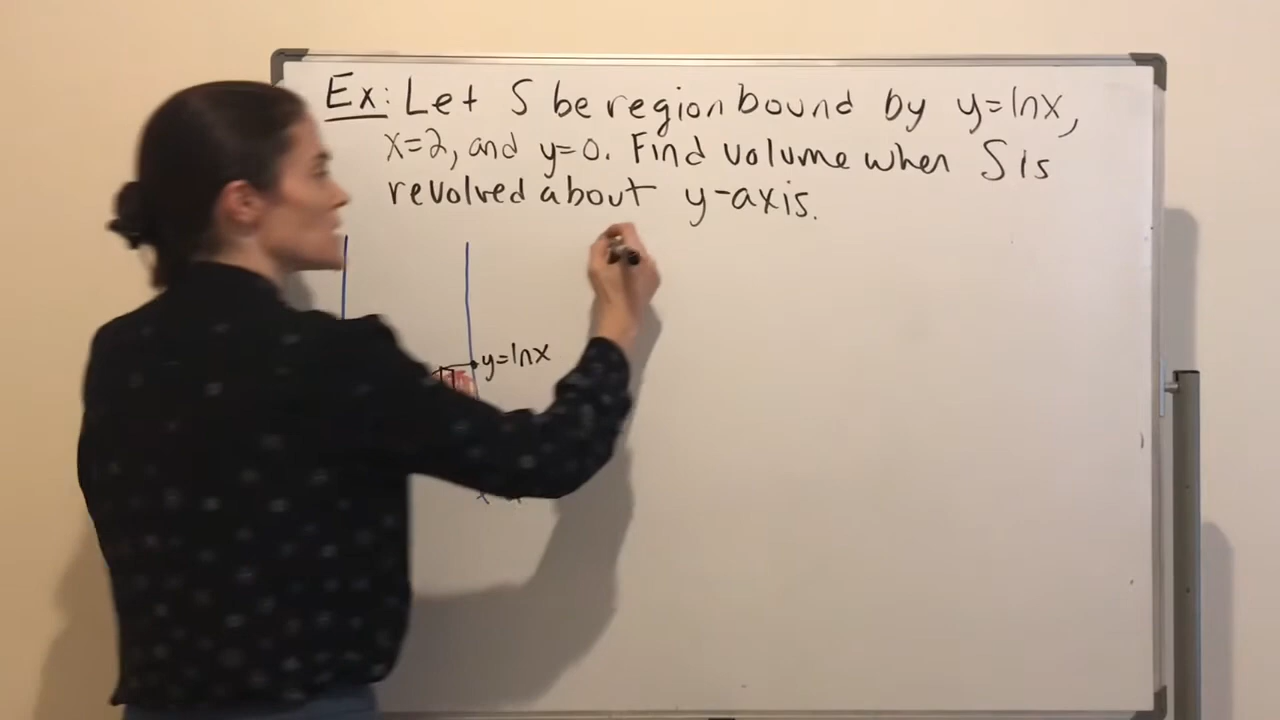 Ex: Let S be region bound by y=lnx,
x=2, and y=0. Find volume when S is
revolved about y-axis.
y=lnx